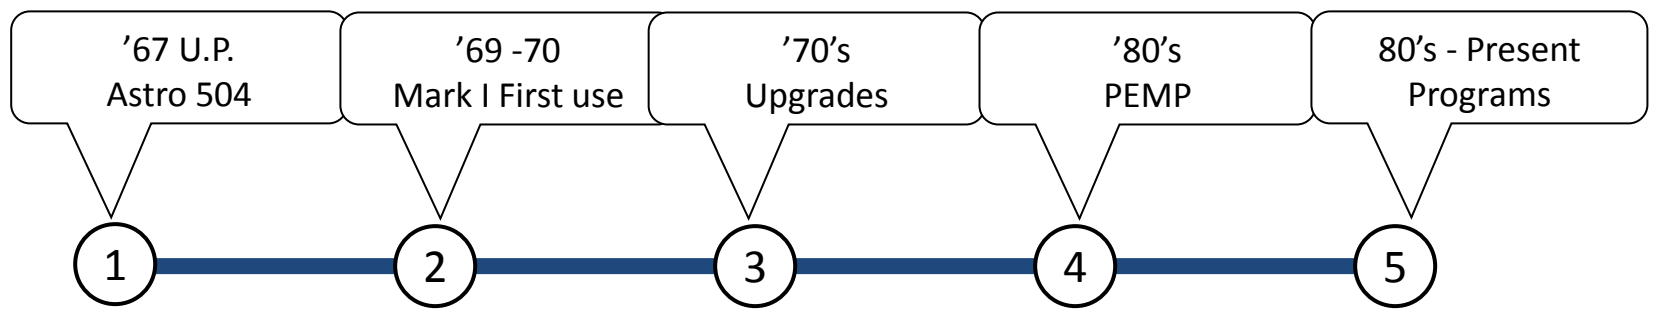 ’67 U.P.
Astro 504
’69 -70
Mark I First use
’70’s
Upgrades
’80’s
PEMP
80’s - Present
Programs
1
2
3
4
5